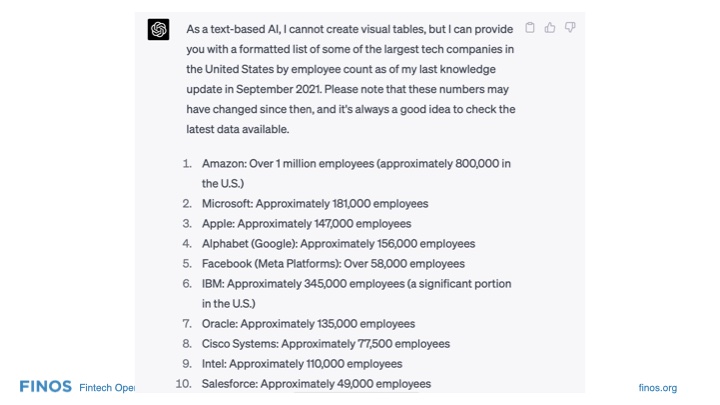 As a text-based AI, I cannot create visual tables, but I can provide
you with a formatted list of some of the largest tech companies in
the United States by employee count as of my last knowledge
update in September 2021. Please note that these numbers may
have changed since then, and it's always a good idea to check the
latest data available.
1. Amazon: Over 1 million employees (approximately 800,000 in
the U.S.)
2. Microsoft: Approximately 181,000 employees
3. Apple: Approximately 147,000 employees
4. Alphabet (Google): Approximately 156,000 employees
5. Facebook (Meta Platforms): Over 58,000 employees
6. IBM: Approximately 345,000 employees (a significant portion
in the U.S.)
7. Oracle: Approximately 135,000 employees
8. Cisco Systems: Approximately 77,500 employees
9. Intel: Approximately 110,000 employees
10. Salesforce: Approximately 49,000 employees
FINOS Fintech Oper
finos.org